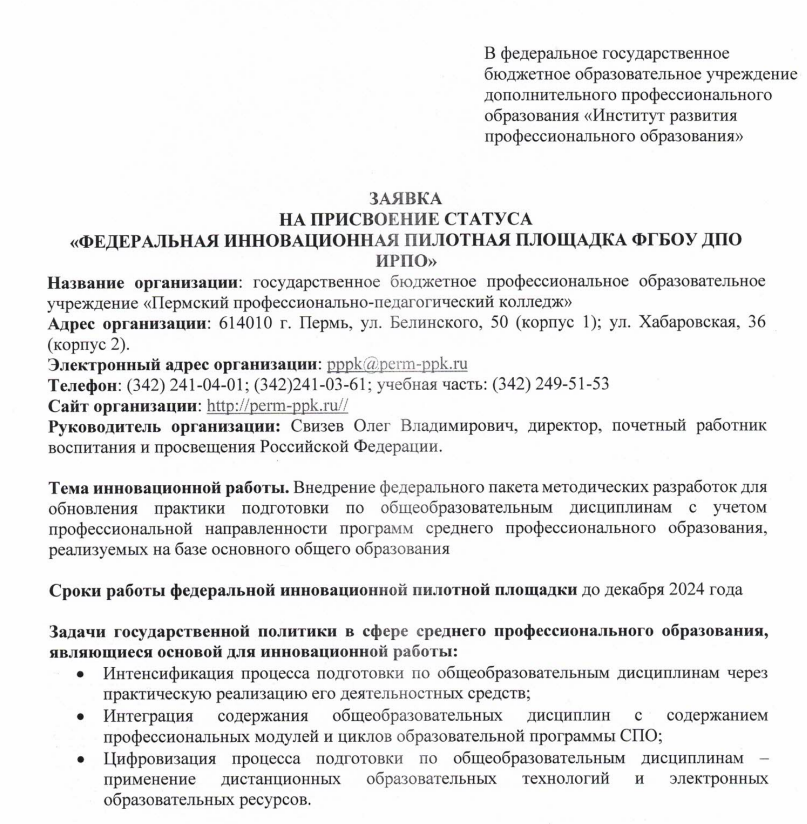 В федеральное государственное
бюджетное образовательное учреждение
дополнительного профессионального
образования «Институт развития
профессионального образования»
ЗАЯВКА
НА ПРИСВОЕНИЕ СТАТУСА
«ФЕДЕРАЛЬНАЯ ИННОВАЦИОННАЯ ПИЛОТНАЯ ПЛОЩАДКА ФГБОУ ДПО
ИРПО»
Название организации: государственное бюджетное профессиональное образовательное
учреждение «Пермский профессионально-педагогический колледж»
Адрес организации: 614010 г. Пермь, ул. Белинского, 50 (корпус 1); ул. Хабаровская, 36
(корпус 2).
Электронный адрес организации: pppk@perm-ppk.ru
Телефон: (342) 241-04-01; (342)241-03-61; учебная часть: (342) 249-51-53
Сайт организации: http://perm-ppk.ru//
Руководитель организации: Свизев Олег Владимирович, директор, почетный работник
воспитания и просвещения Российской Федерации.
Тема инновационной работы. Внедрение федерального пакета методических разработок для
обновления практики подготовки по общеобразовательным дисциплинам с учетом
профессиональной направленности программ среднего профессионального образования,
реализуемых на базе основного общего образования
Сроки работы федеральной инновационной пилотной площадки до декабря 2024 года
Задачи государственной политики в сфере среднего профессионального образования,
являющиеся основой для инновационной работы:
• Интенсификация процесса подготовки по общеобразовательным дисциплинам через
практическую реализацию его деятельностных средств;
• Интеграция содержания общеобразовательных дисциплин с содержанием
профессиональных модулей и циклов образовательной программы СПО;
• Цифровизация процесса подготовки по общеобразовательным дисциплинам –
применение дистанционных образовательных технологий и электронных
образовательных ресурсов.